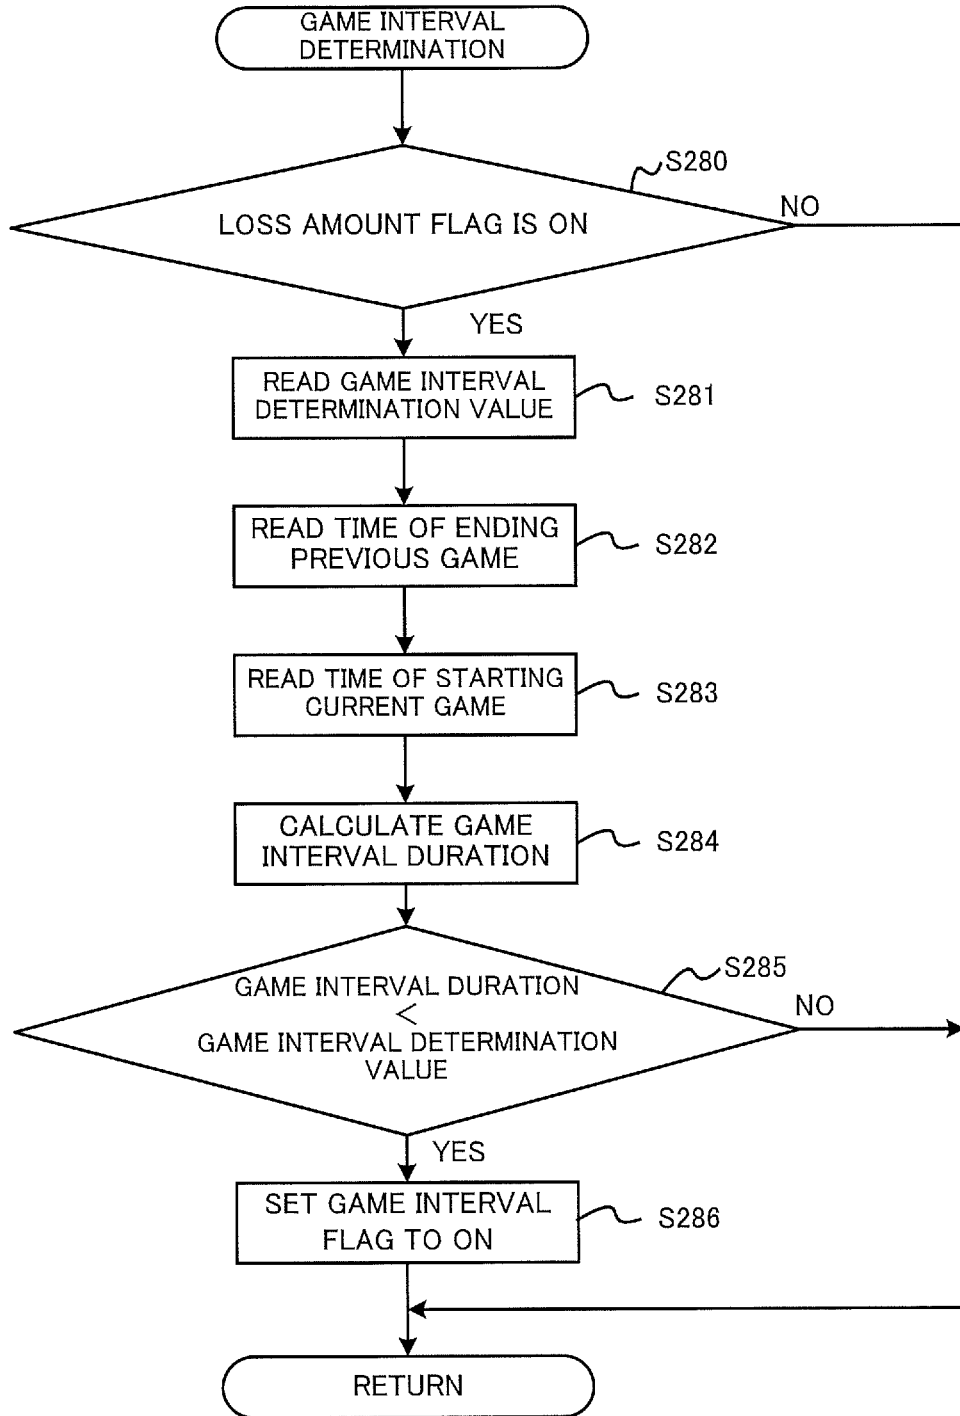 GAME INTERVAL
DETERMINATION
S280
LOSS AMOUNT FLAG IS ON
NO
YES
READ GAME INTERVAL
DETERMINATION VALUE
S281
READ TIME OF ENDING
PREVIOUS GAME
S282
READ TIME OF STARTING
CURRENT GAME
S283
CALCULATE GAME
INTERVAL DURATION
S284
S285
GAME INTERVAL DURATION
<
GAME INTERVAL DETERMINATION
VALUE
NO
YES
SET GAME INTERVAL
FLAG TO ON
S286
RETURN